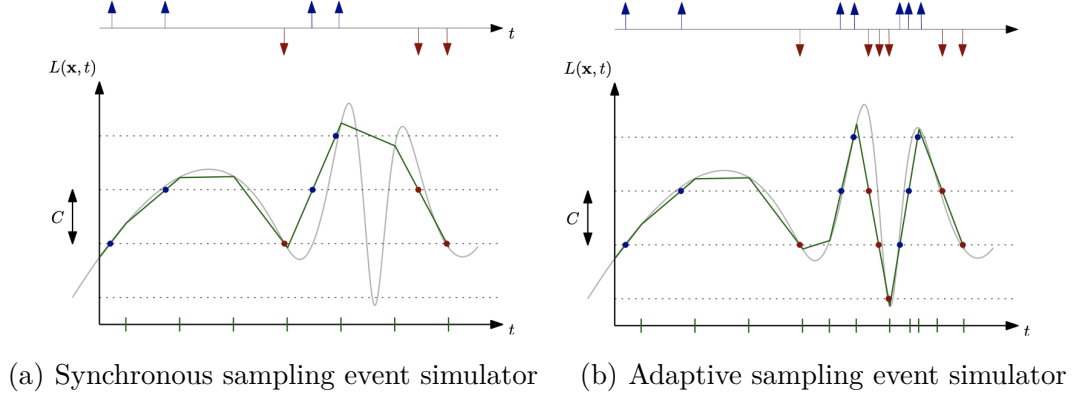 t
L(x, t)
C
t
(a) Synchronous sampling event simulator
L(x, t)
C
t
(b) Adaptive sampling event simulator